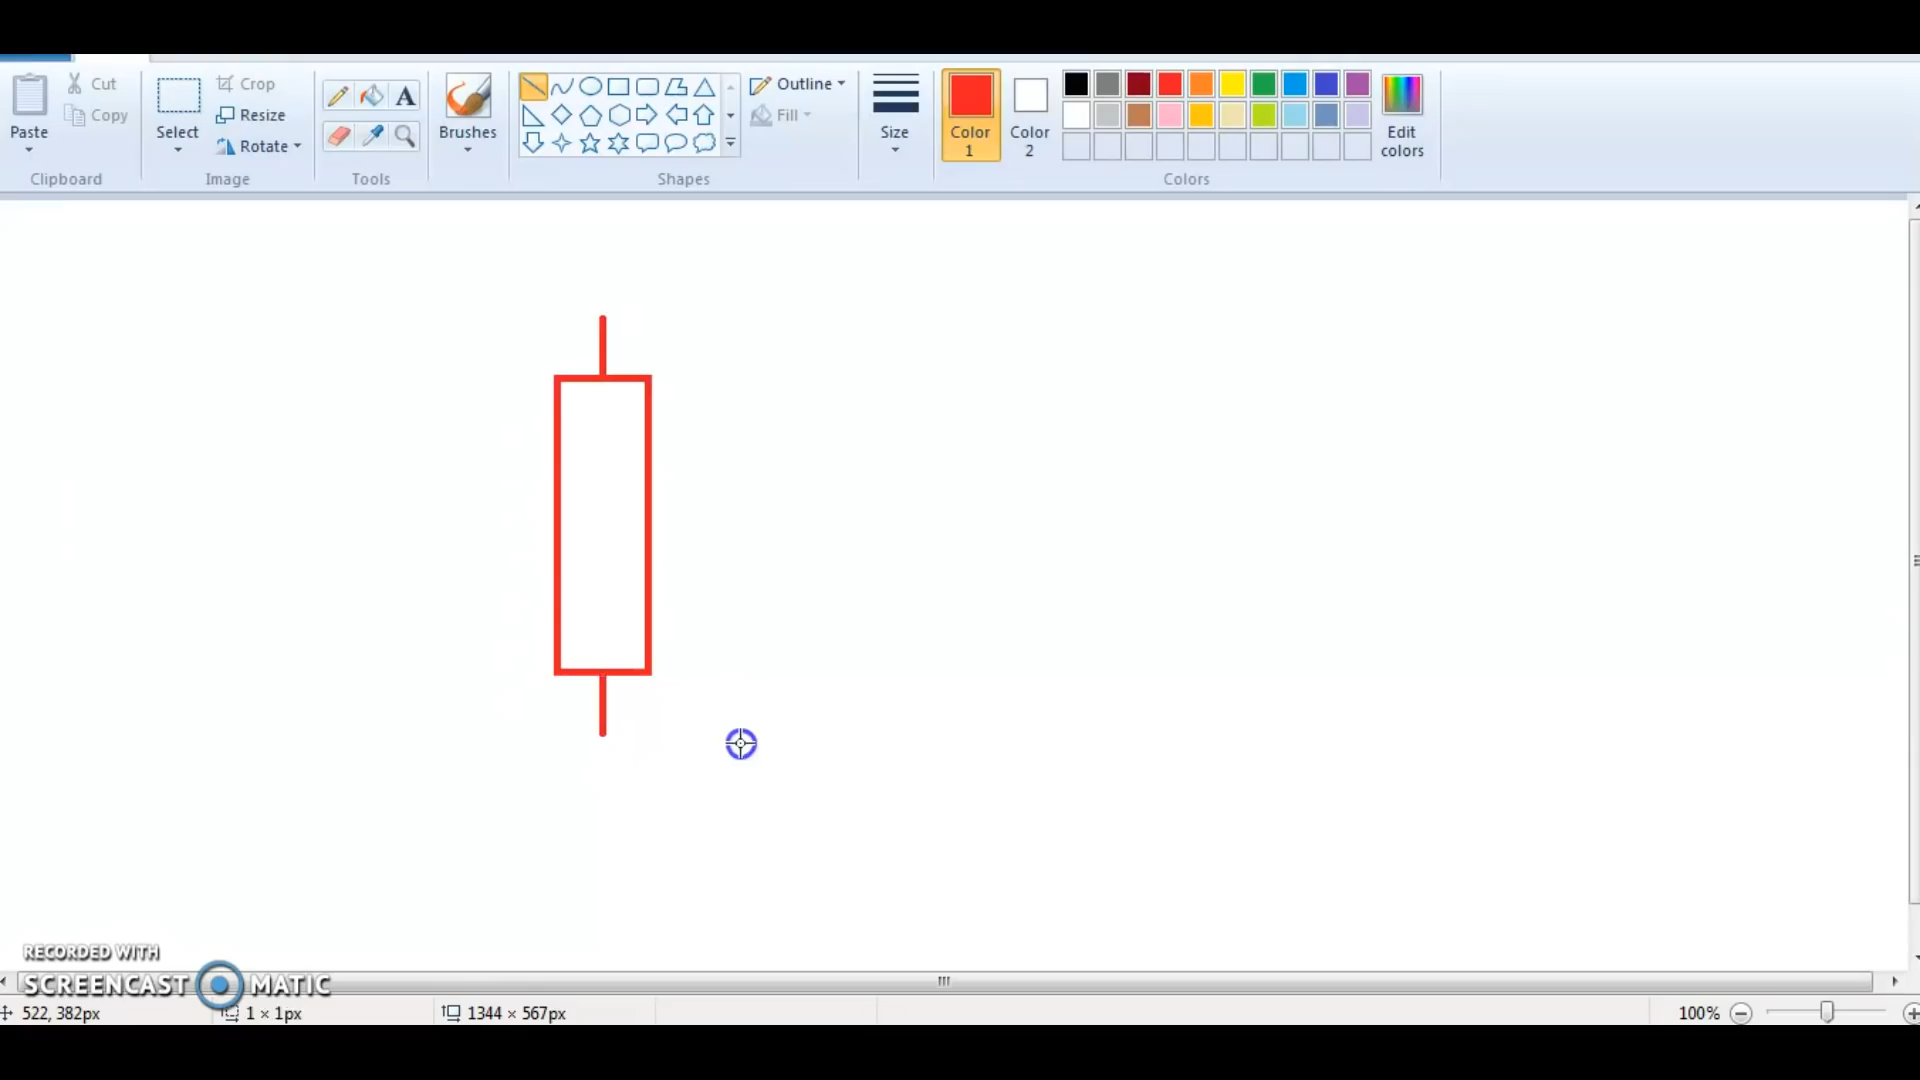 Cut
Copy
Paste
Clipboard
Crop
Resize
Rotate
Select
Image
A
Tools
Brushes
Shapes
Outline
Fill
Size
Color
1
Color
2
Edit
colors
Colors
RECORDED WITH
SCREENCAST MATIC
522, 382px
1 × 1px
1344 × 567px
100%